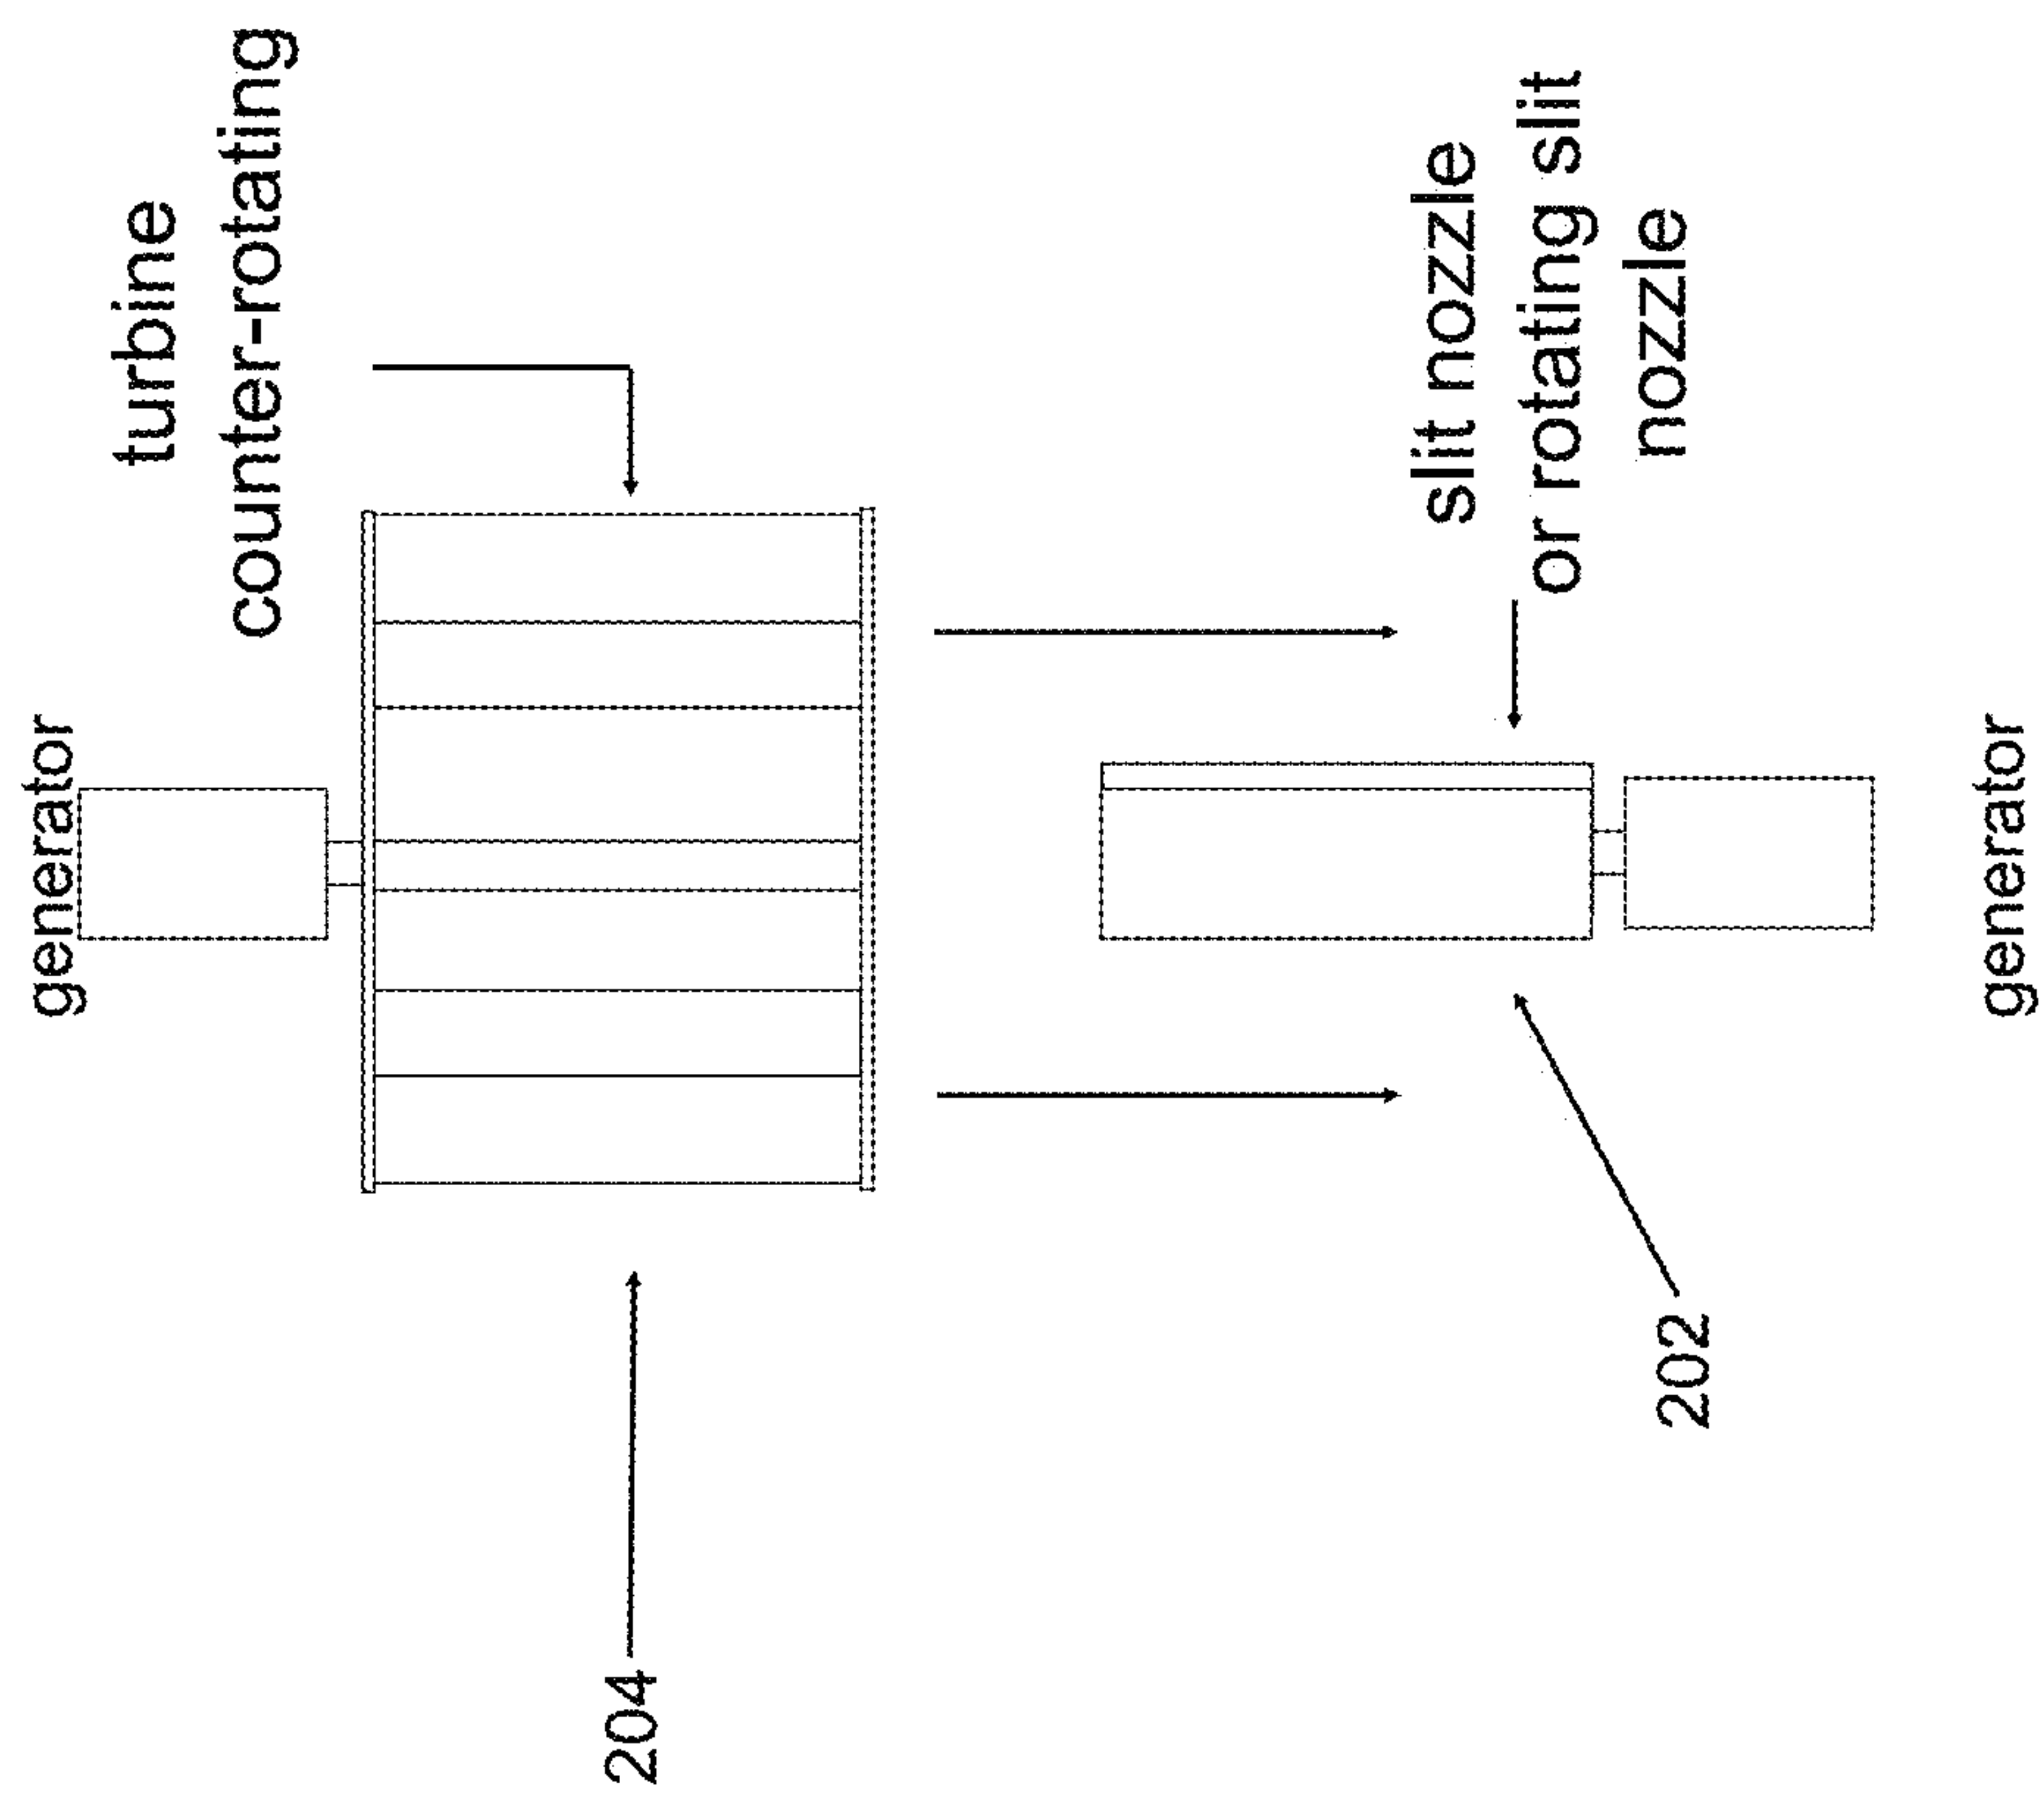 generator
turbine
counter-rotating
204
slit nozzle
or rotating slit
nozzle
202
generator